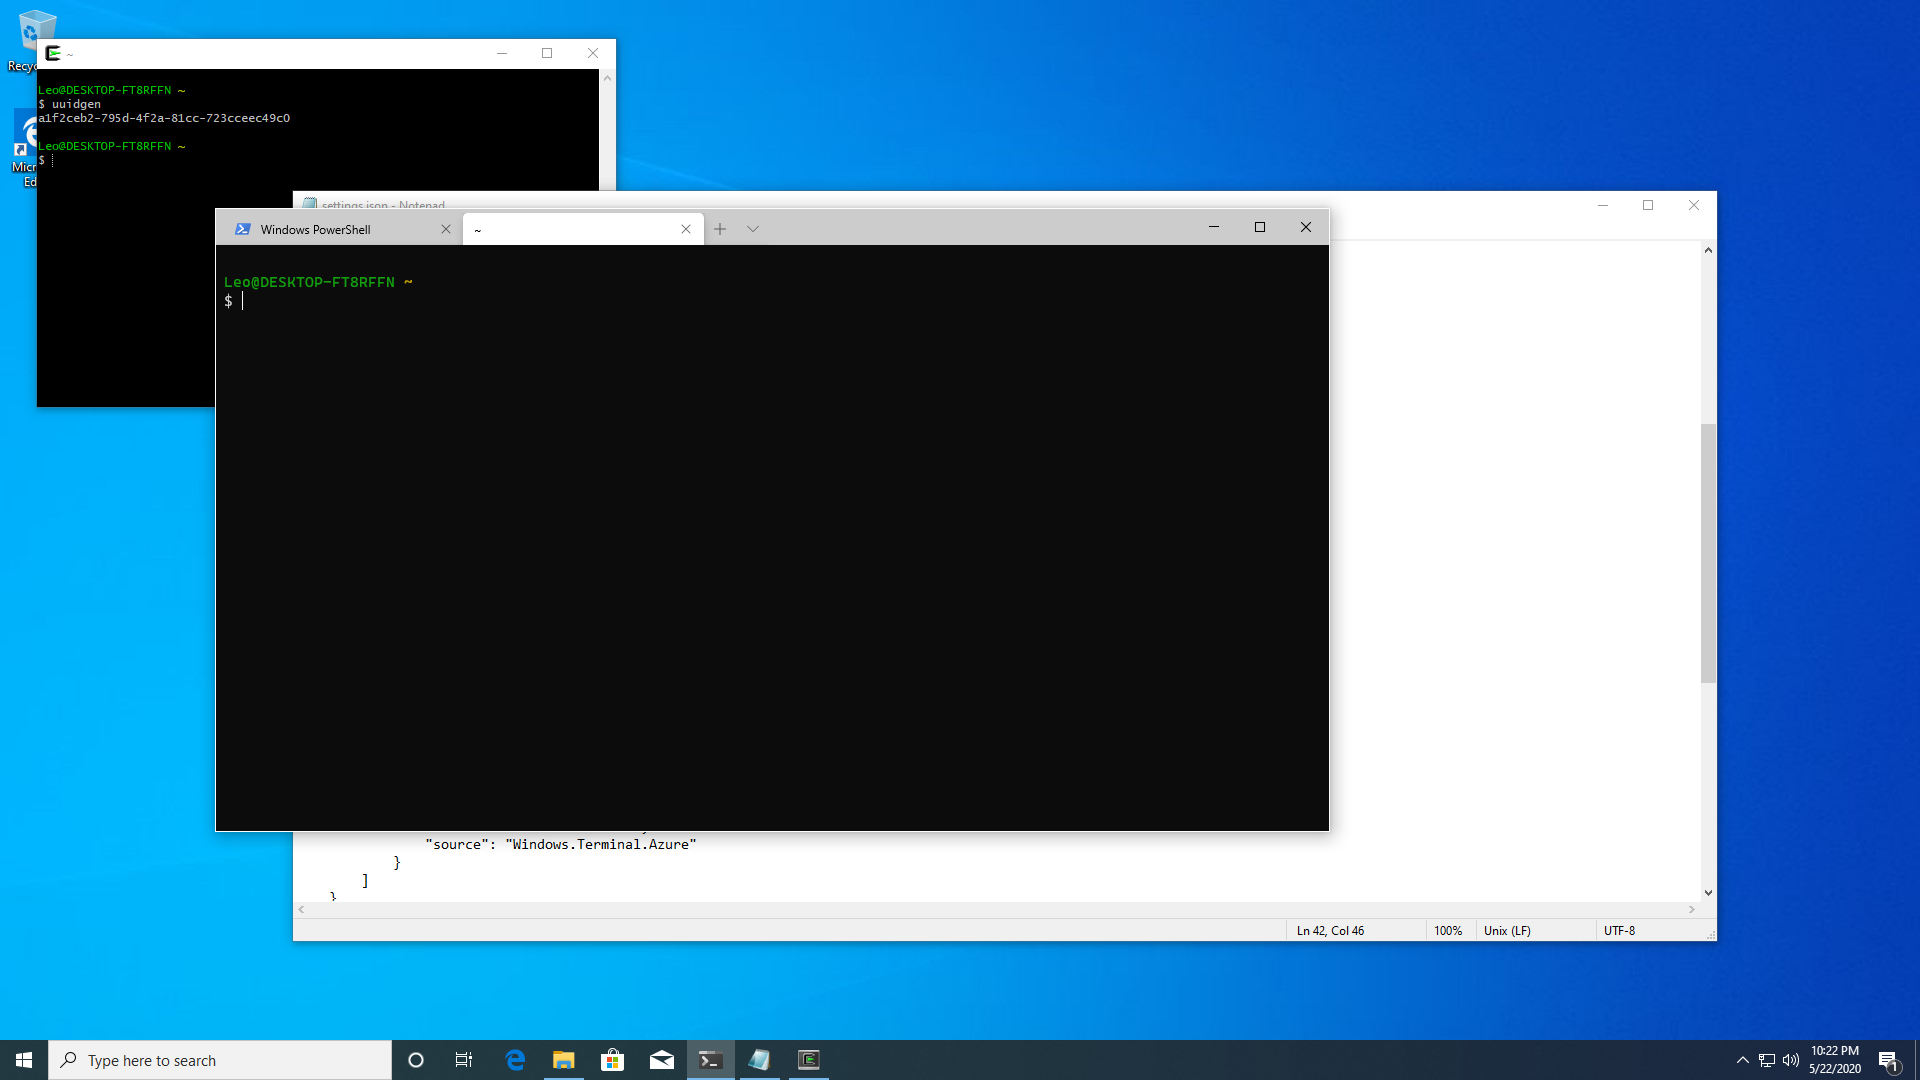 Recy
~
Leo@DESKTOP-FT8RFFN ~
$ uuidgen
a1f2ceb2-795d-4f2a-81cc-723cceec49c0
Leo@DESKTOP-FT8RFFN ~
$
Micr
Ed
settings.json - Notepad
Windows PowerShell
~
Leo@DESKTOP-FT8RFFN ~
$
"source": "Windows.Terminal.Azure"
}
]
}
Ln 42, Col 46
100%
Unix (LF)
UTF-8
Type here to search
10:22 PM
5/22/2020
1